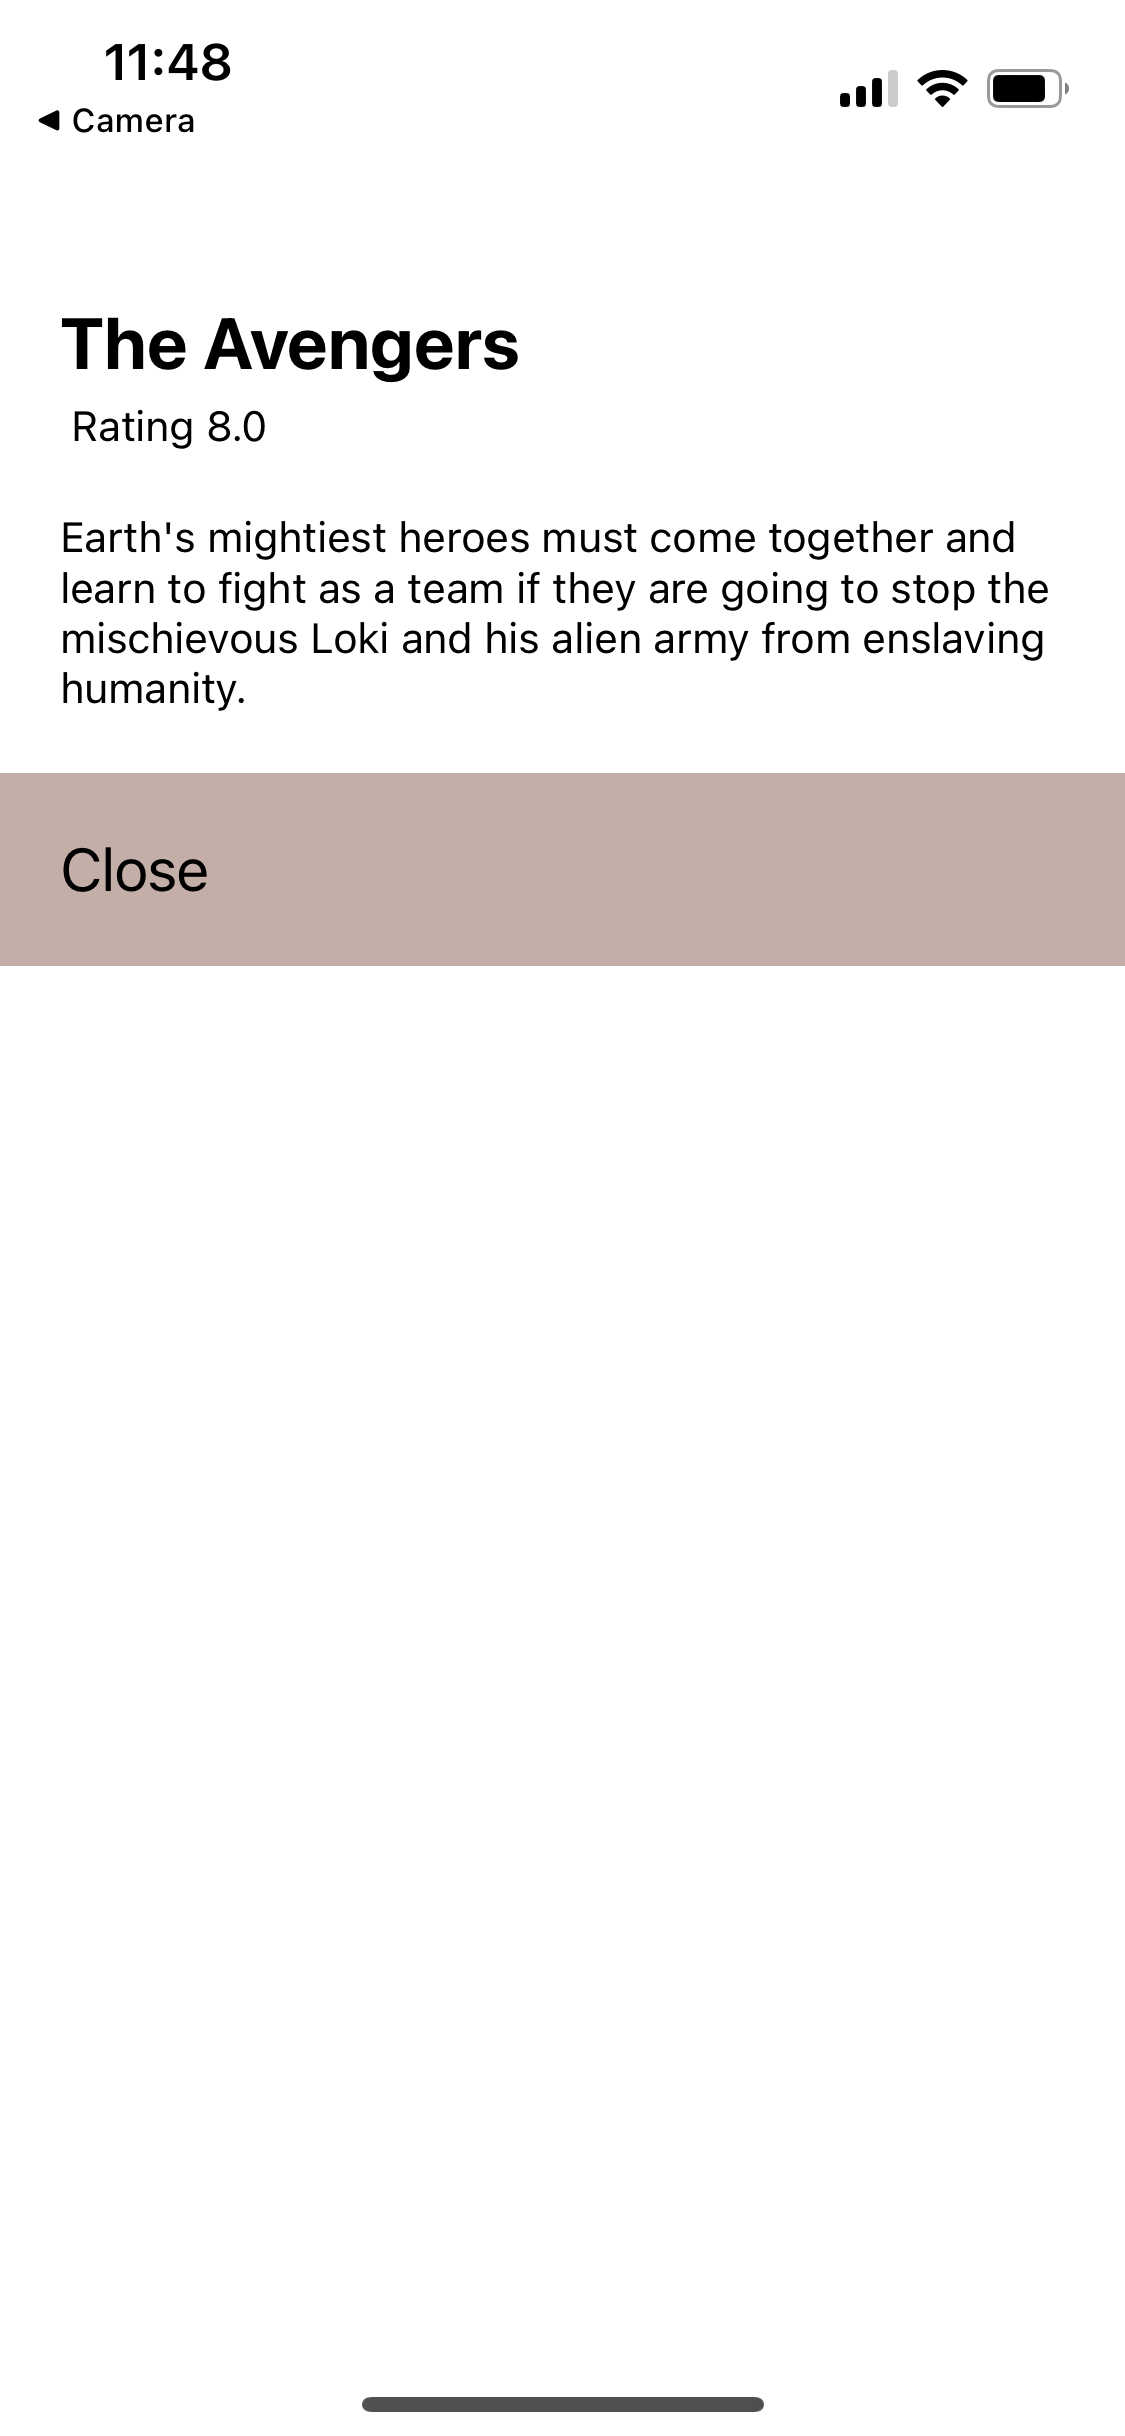 11:48
Camera
The Avengers
Rating 8.0
Earth's mightiest heroes must come together and
learn to fight as a team if they are going to stop the
mischievous Loki and his alien army from enslaving
humanity.
Close